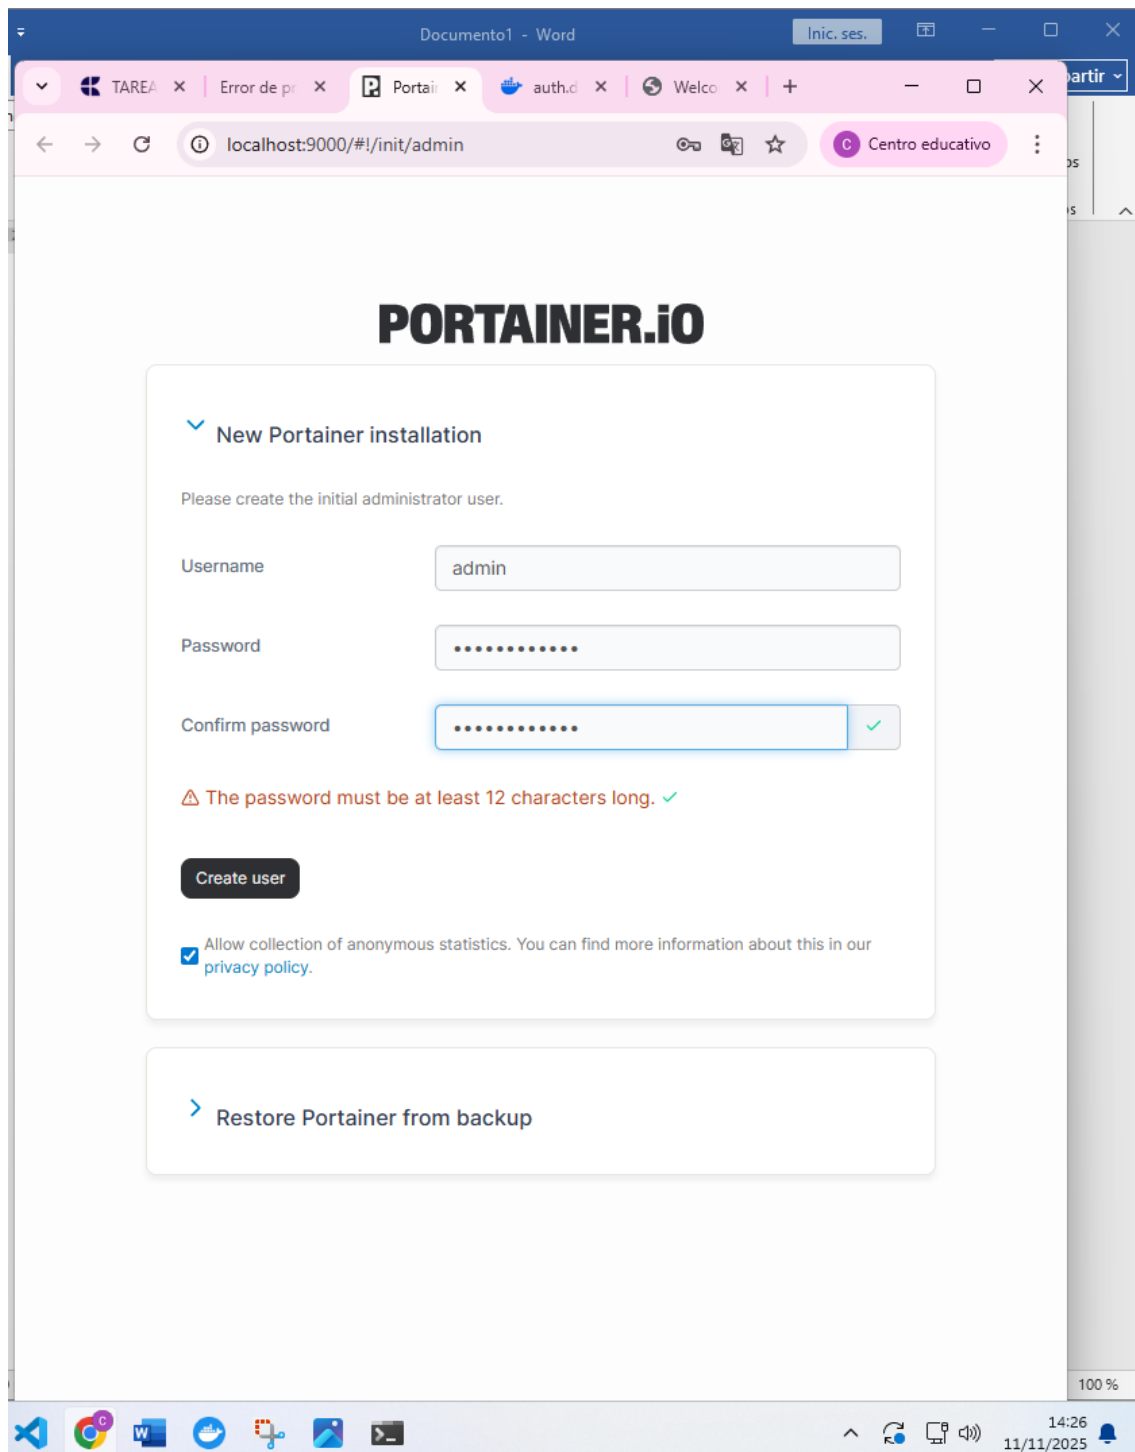 Documento1 - Word
Inic. ses.
partir
TAREA
Error de pr
Portair
auth.d
Welco
localhost:9000/#!/init/admin
C
Centro educativo
os
s
PORTAINER.iO
New Portainer installation
Please create the initial administrator user.
Username
admin
Password
Confirm password
The password must be at least 12 characters long.
Create user
Allow collection of anonymous statistics. You can find more information about this in our
privacy policy.
Restore Portainer from backup
100 %
14:26
11/11/2025